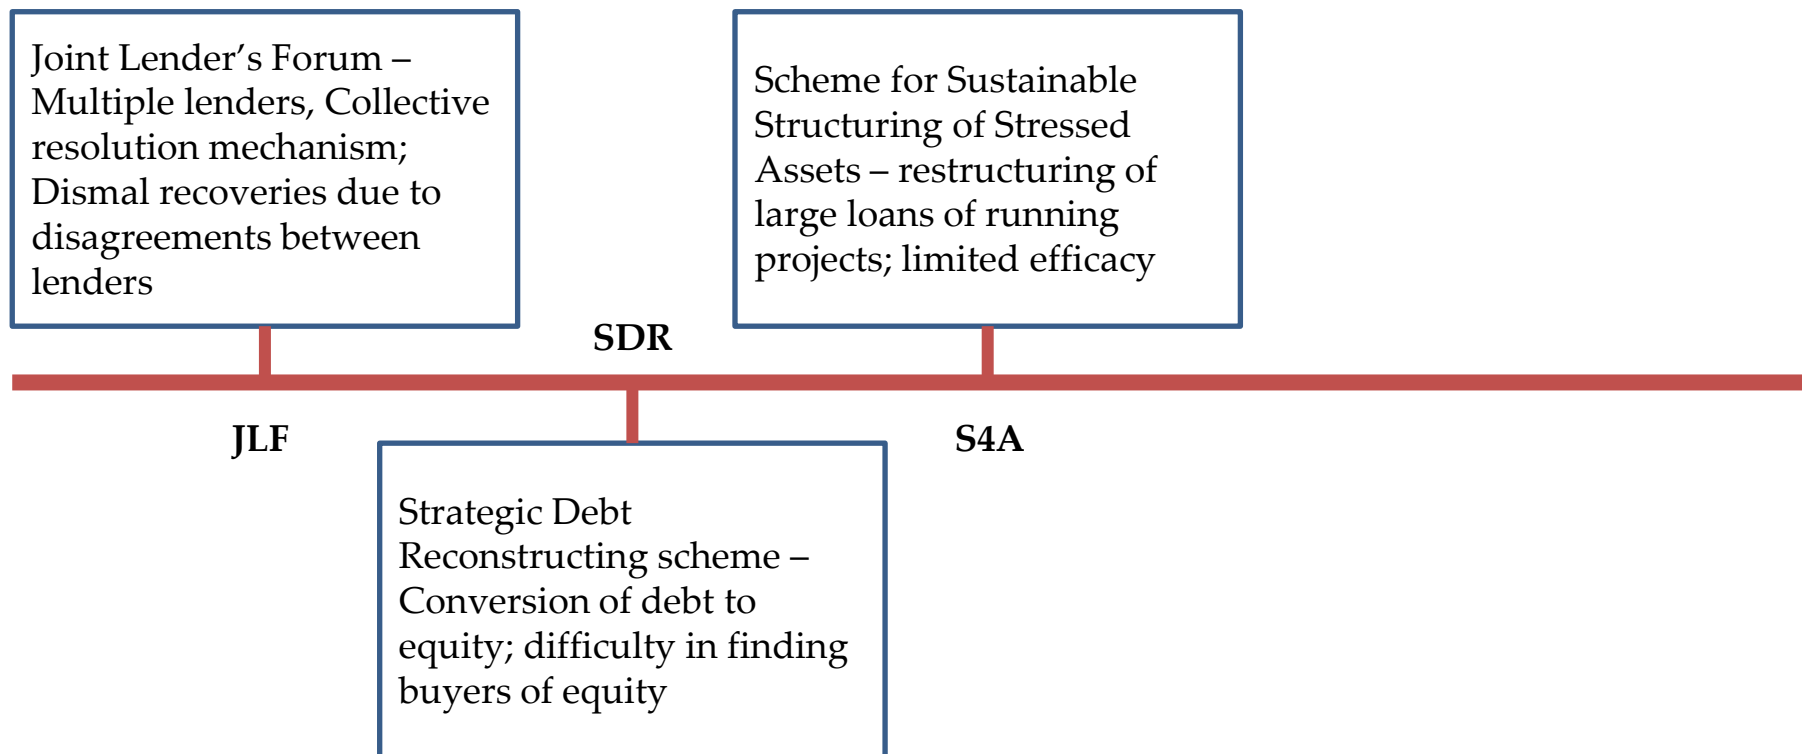 Joint Lender’s Forum –
Multiple lenders, Collective
resolution mechanism;
Dismal recoveries due to
disagreements between
lenders
Scheme for Sustainable
Structuring of Stressed
Assets – restructuring of
large loans of running
projects; limited efficacy
SDR
JLF
S4A
Strategic Debt
Reconstructing scheme –
Conversion of debt to
equity; difficulty in finding
buyers of equity